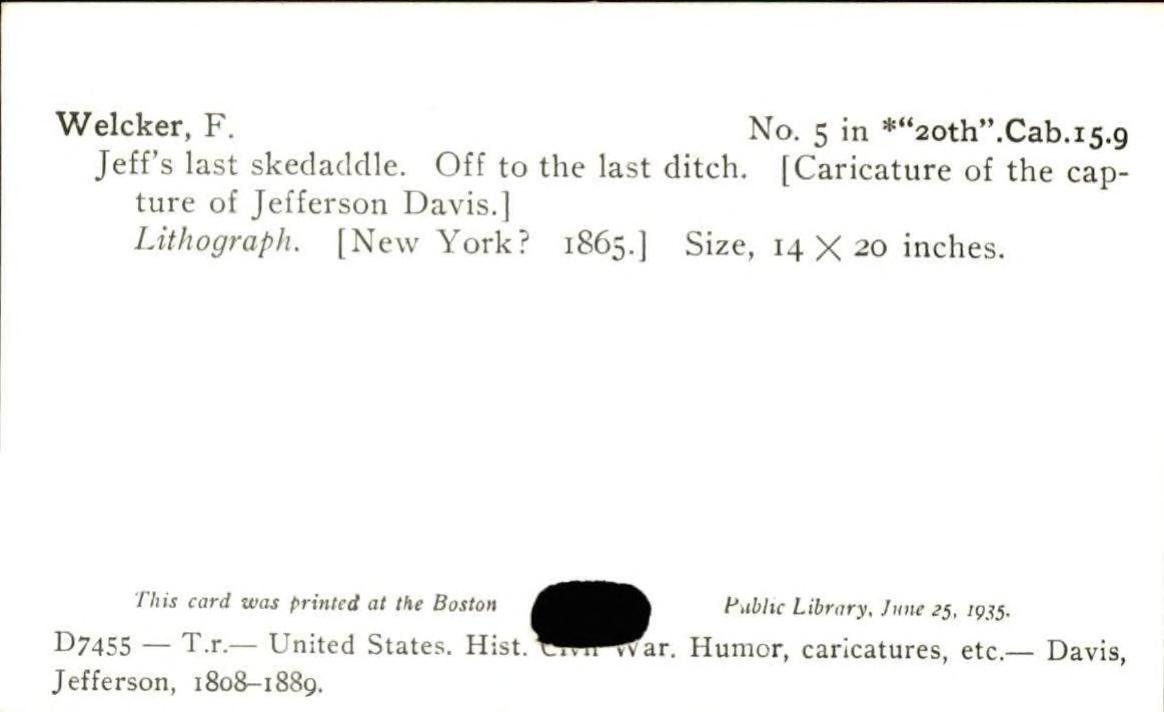 Welcker, F. No. 5 in *“20th”.Cab.15.9
Jeff's last skedaddle. Off to the last ditch. [Caricature of the cap-
ture of Jefferson Davis.]
Lithograph. [New York? 1865.] Size, 14 X 20 inches.
This card was printed at the Boston Public Library, June 25, 1935.
D7455 — T.r.— United States. Hist. Civil War. Humor, caricatures, etc.— Davis,
Jefferson, 1808–1889.